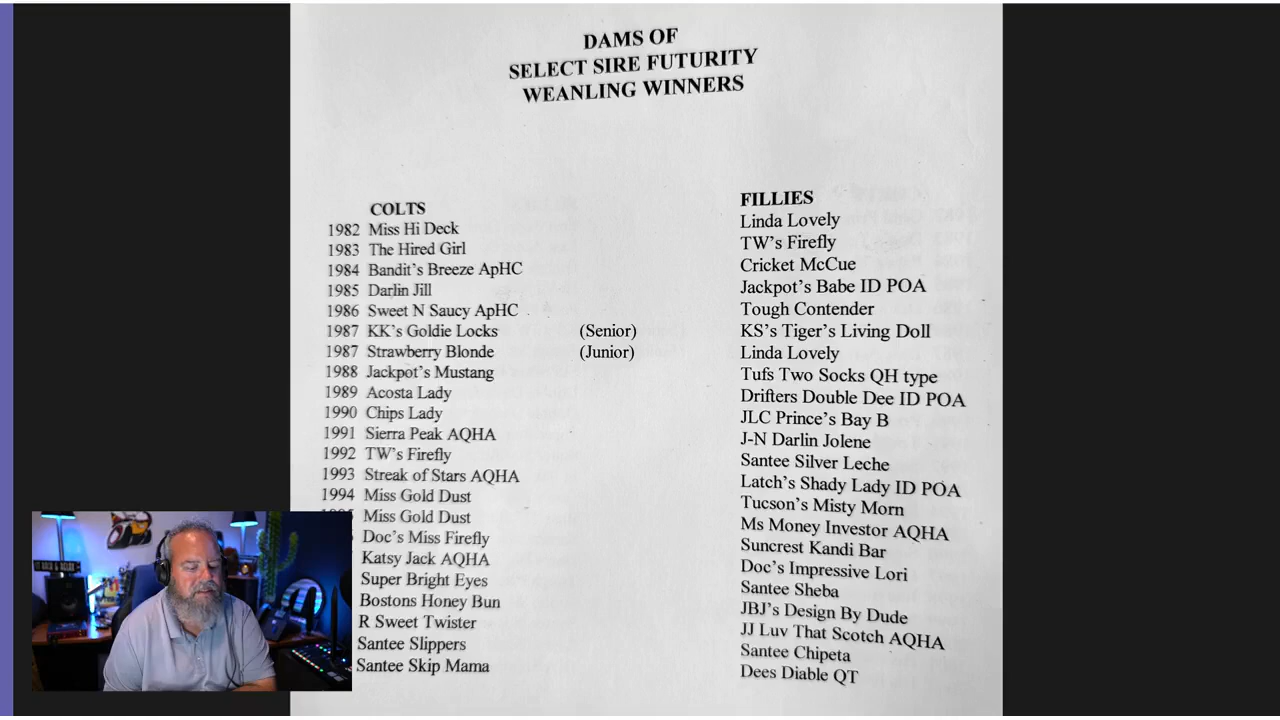 DAMS OF
SELECT SIRE FUTURITY
WEANLING WINNERS
COLTS FILLIES
1982 Miss Hi Deck Linda Lovely
1983 The Hired Girl TW's Firefly
1984 Bandit's Breeze ApHC Cricket McCue
1985 Darlin Jill Jackpot's Babe ID POA
1986 Sweet N Saucy ApHC Tough Contender
1987 KK's Goldie Locks (Senior) KS's Tiger's Living Doll
1987 Strawberry Blonde (Junior) Linda Lovely
1988 Jackpot's Mustang Tufs Two Socks QH type
1989 Acosta Lady Drifters Double Dee ID POA
1990 Chips Lady JLC Prince's Bay B
1991 Sierra Peak AQHA J-N Darlin Jolene
1992 TW's Firefly Santee Silver Leche
1993 Streak of Stars AQHA Latch's Shady Lady ID POA
1994 Miss Gold Dust Tucson's Misty Morn
Miss Gold Dust Ms Money Investor AQHA
Doc's Miss Firefly Suncrest Kandi Bar
Katsy Jack AQHA Doc's Impressive Lori
Super Bright Eyes Santee Sheba
Bostons Honey Bun JBJ's Design By Dude
R Sweet Twister JJ Luv That Scotch AQHA
Santee Slippers Santee Chipeta
Santee Skip Mama Dees Diable QT